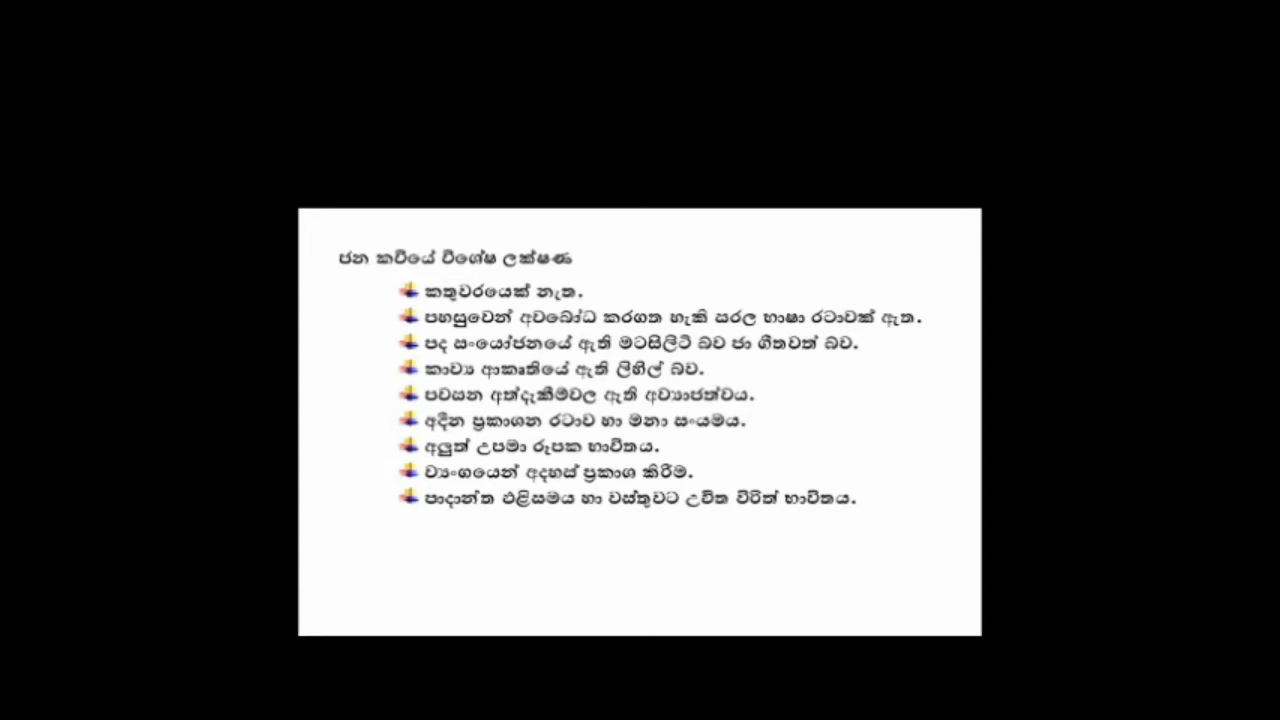 ජන කවියේ විශේෂ ලක්ෂණ
කතුවරයෙක් නැත.
පහසුවෙන් අවබෝධ කරගත හැකි සරල භාෂා රටාවක් ඇත.
පද සංයෝජනයේ ඇති මටසිලිටි බව හා ගීතවත් බව.
කාව්‍ය ආකෘතියේ ඇති ලිහිල් බව.
පවසන අත්දැකීම්වල ඇති අව්‍යාජත්වය.
අදීන ප්‍රකාශන රටාව හා මනා සංයමය.
අලුත් උපමා රූපක භාවිතය.
ව්‍යංගයෙන් අදහස් ප්‍රකාශ කිරීම.
පාදාන්ත එළිසමය හා වස්තුවට උචිත විරිත් භාවිතය.